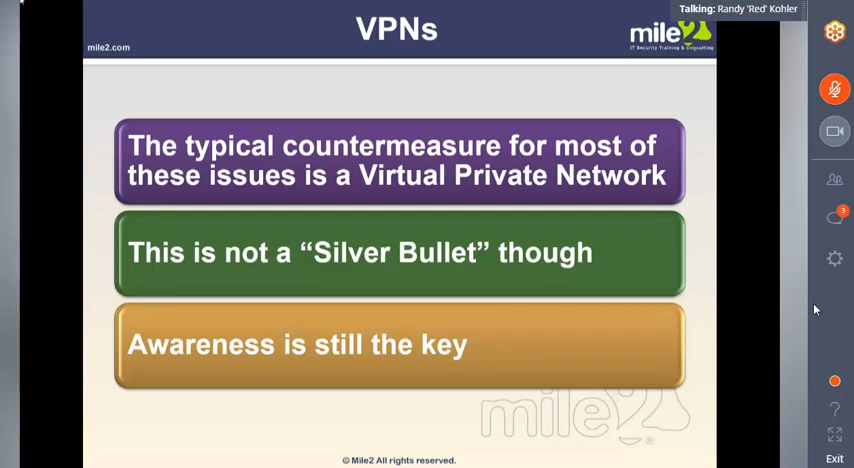 Talking: Randy 'Red' Kohler
VPNs
mile2
IT Security Training & Consulting
mile2.com
3
The typical countermeasure for most of
these issues is a Virtual Private Network
This is not a “Silver Bullet” though
Awareness is still the key
mile2
®
© Mile2 All rights reserved.
?
Exit